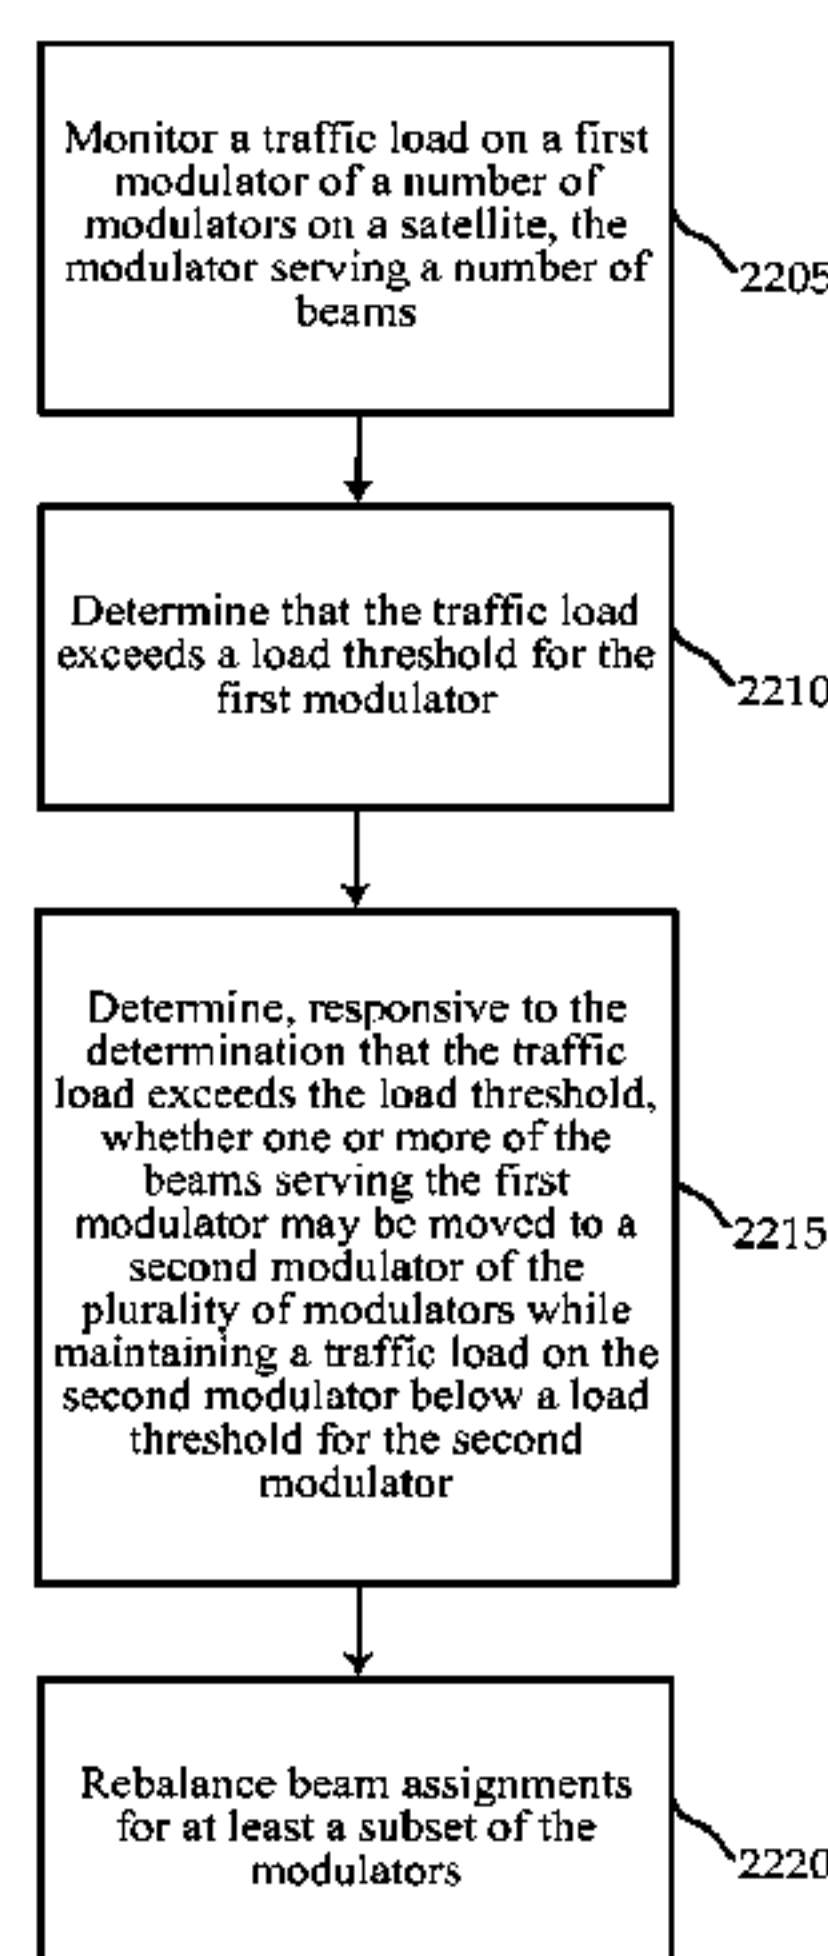 Monitor a traffic load on a first
modulator of a number of
modulators on a satellite, the
modulator serving a number of
beams
2205
Determine that the traffic load
exceeds a load threshold for the
first modulator
2210
Determine, responsive to the
determination that the traffic
load exceeds the load threshold,
whether one or more of the
beams serving the first
modulator may be moved to a
second modulator of the
plurality of modulators while
maintaining a traffic load on the
second modulator below a load
threshold for the second
modulator
2215
Rebalance beam assignments
for at least a subset of the
modulators
2220